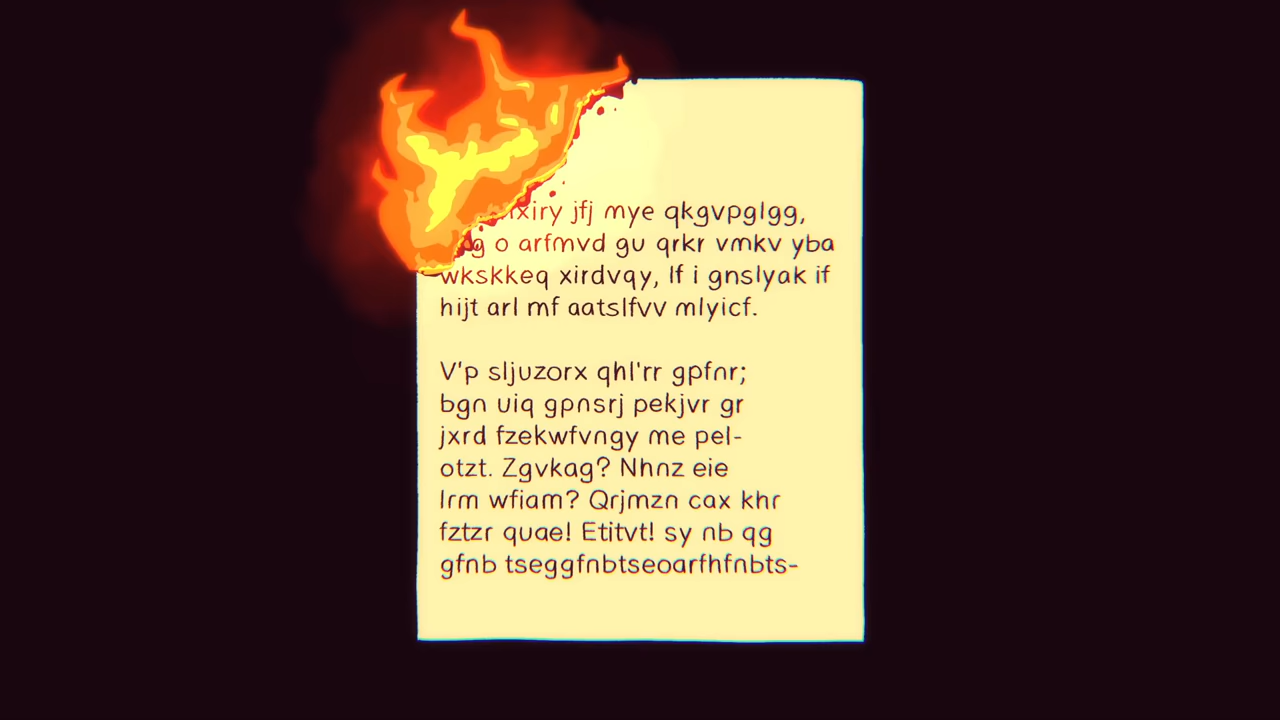 jfj mye qkgvpglgg,
o arfmvd gu qrkr vmkv yba
wkskkeq xirdvqy, lf i gnslyak if
hijt arl mf aatslfvv mlyicf.
V'p sljuzorx qhl'rr gpfnr;
bgn uiq gpnsrj pekjvr gr
jxrd fzekwfvngy me pel-
otzt. Zgvkag? Nhnz eie
lrm wfiam? Qrjmzn cax khr
fztzr quae! Etitvt! sy nb qg
gfnb tseggfnbtseoarfhfnbts-